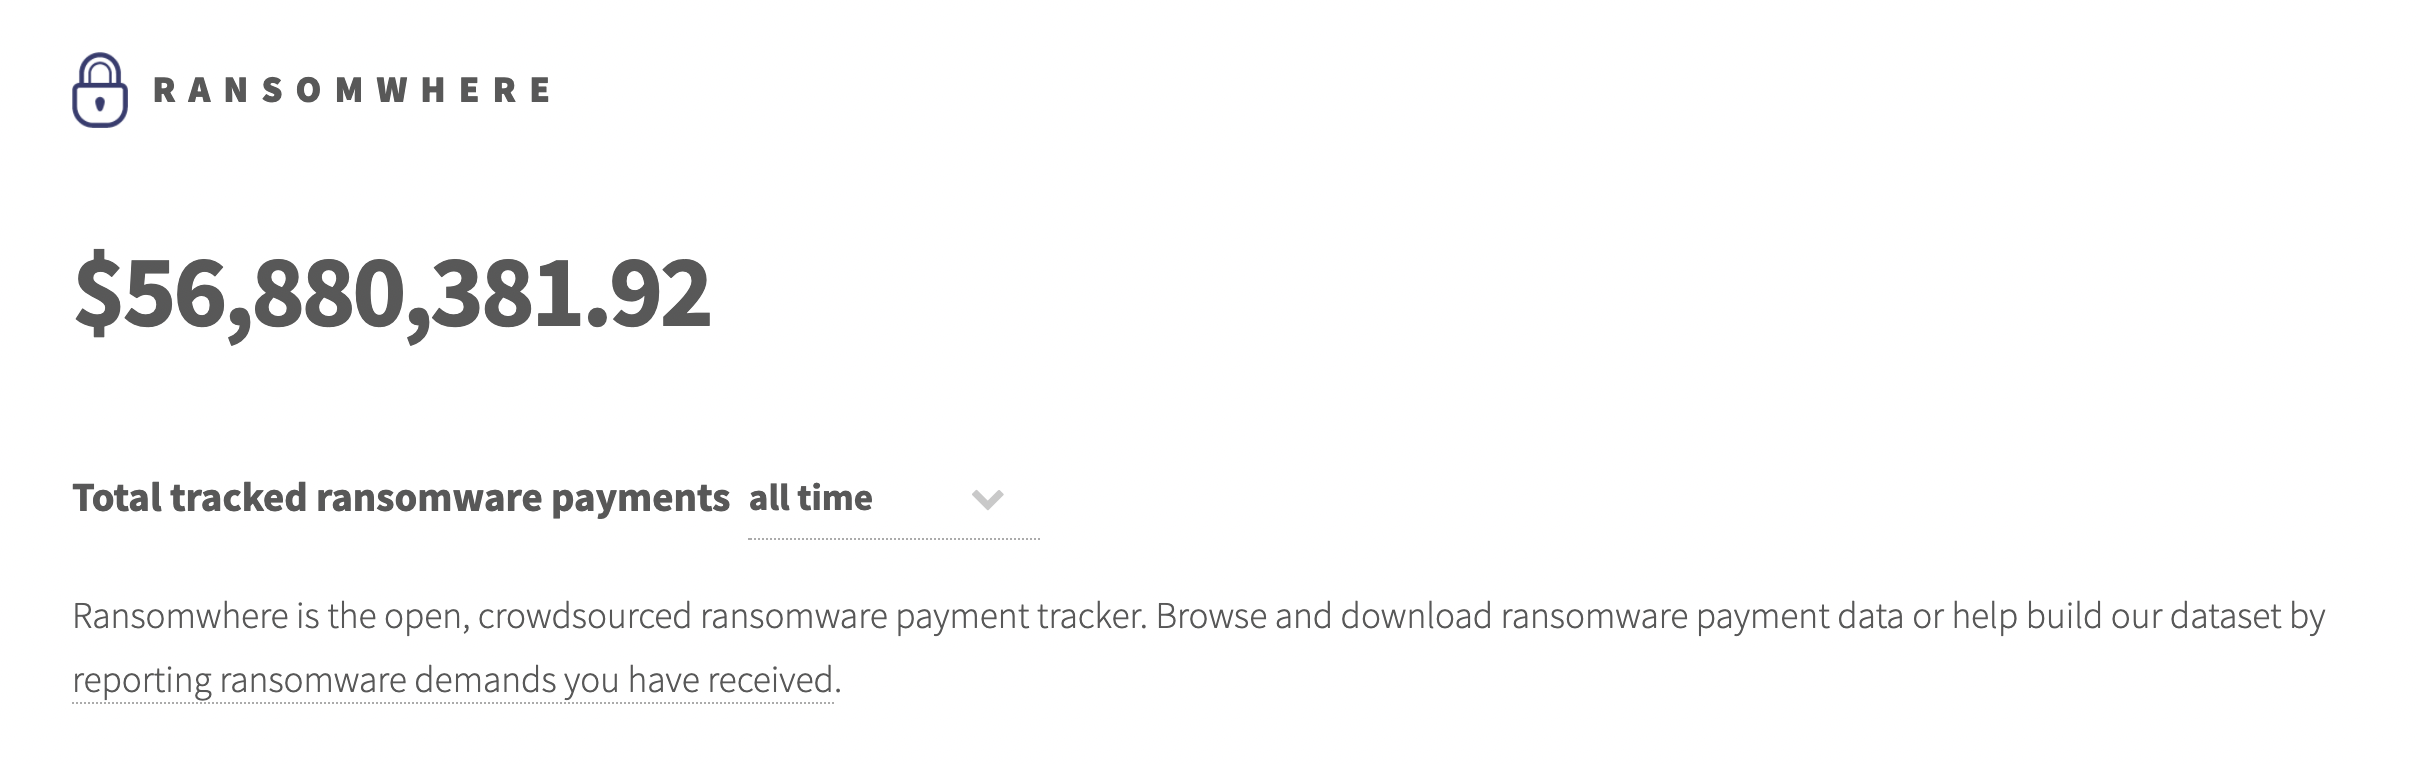 RANSOMWHERE
$56,880,381.92
Total tracked ransomware payments all time
Ransomwhere is the open, crowdsourced ransomware payment tracker. Browse and download ransomware payment data or help build our dataset by
reporting ransomware demands you have received.